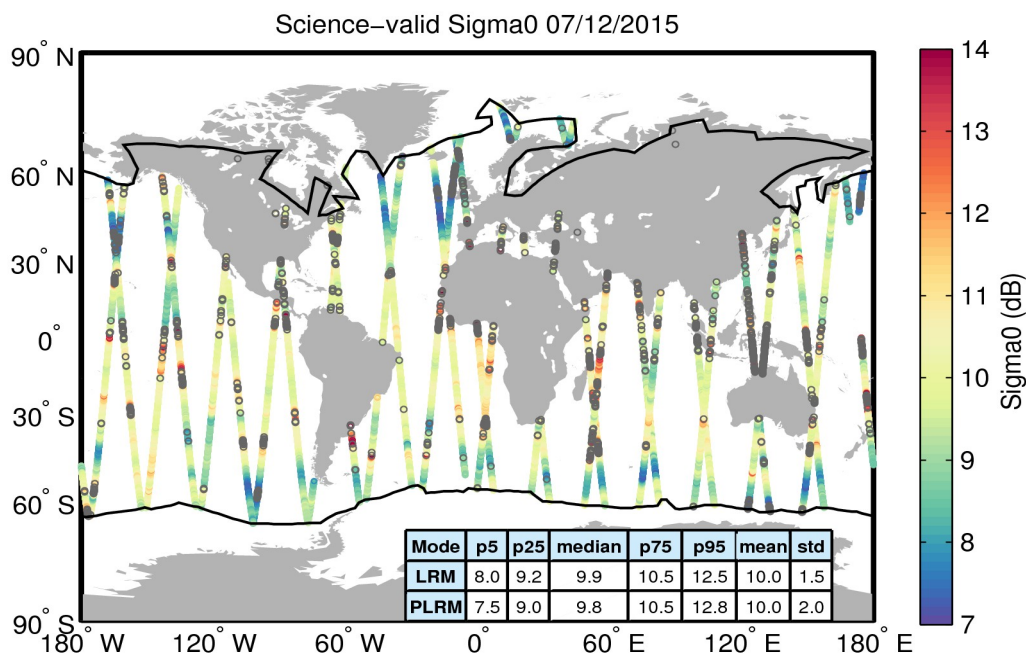 Science−valid Sigma0 07/12/2015
90° N
60° N
30° N
0°
30° S
60° S
90° S
180° W
120° W
60° W
0°
60° E
120° E
180° E
14
13
12
11
10
9
8
7
Sigma0 (dB)
Mode p5 p25 median p75 p95 mean std
LRM 8.0 9.2 9.9 10.5 12.5 10.0 1.5
PLRM 7.5 9.0 9.8 10.5 12.8 10.0 2.0